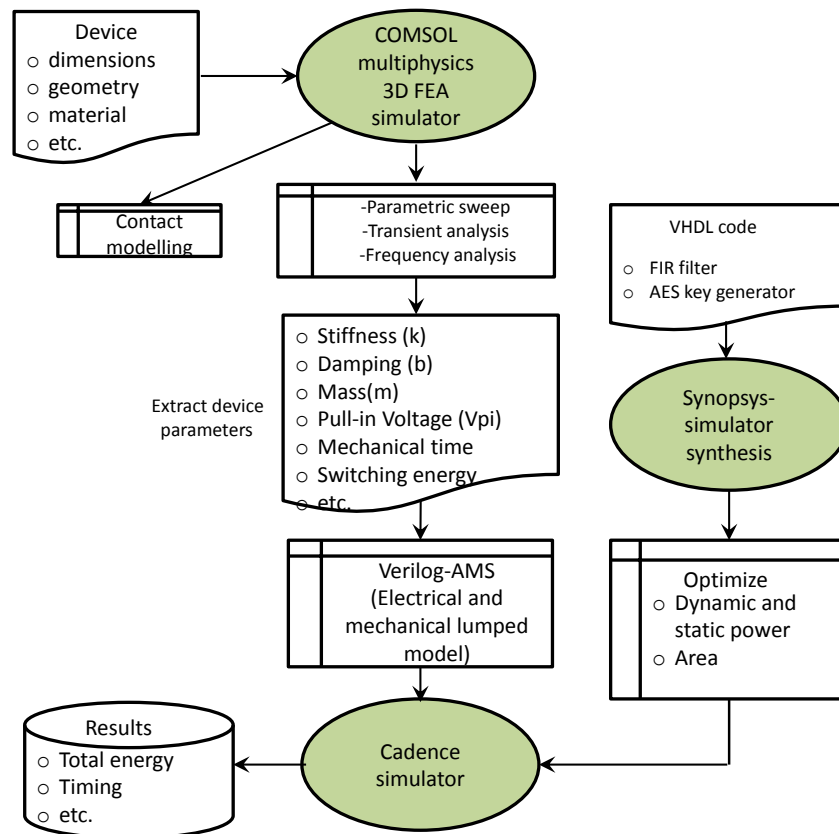 Device
○ dimensions
○ geometry
○ material
○ etc.
COMSOL
multiphysics
3D FEA
simulator
Contact
modelling
-Parametric sweep
-Transient analysis
-Frequency analysis
VHDL code
○ FIR filter
○ AES key generator
Extract device
parameters
○ Stiffness (k)
○ Damping (b)
○ Mass(m)
○ Pull-in Voltage (Vpi)
○ Mechanical time
○ Switching energy
○ etc.
Synopsys-
simulator
synthesis
Verilog-AMS
(Electrical and
mechanical lumped
model)
Optimize
○ Dynamic and
static power
○ Area
Results
○ Total energy
○ Timing
○ etc.
Cadence
simulator